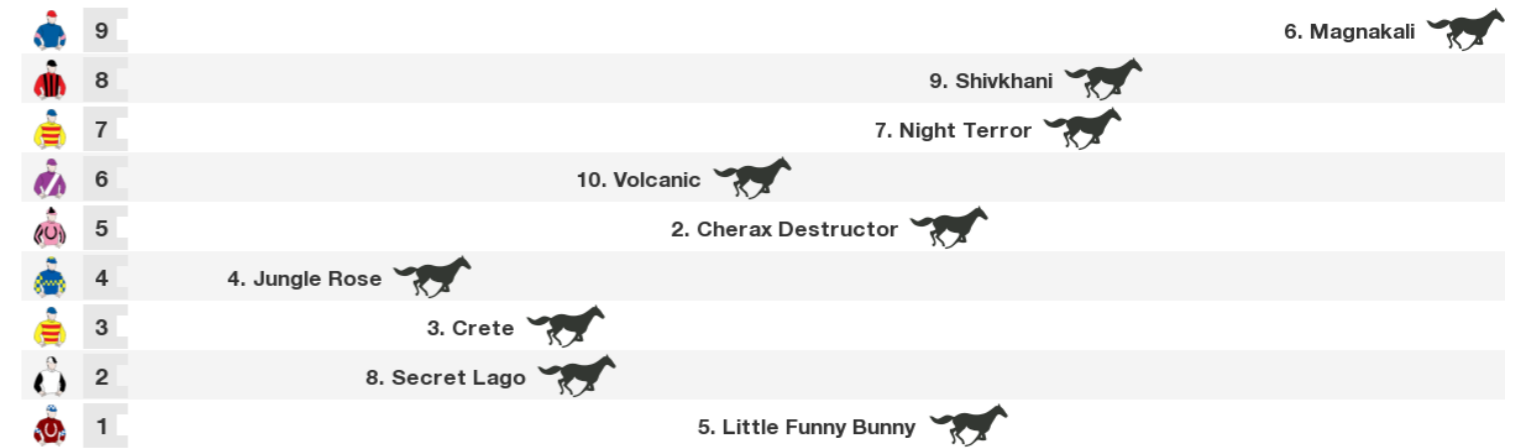 9 6. Magnakali
8 9. Shivkhani
7 7. Night Terror
6 10. Volcanic
5 2. Cherax Destructor
4 4. Jungle Rose
3 3. Crete
2 8. Secret Lago
1 5. Little Funny Bunny